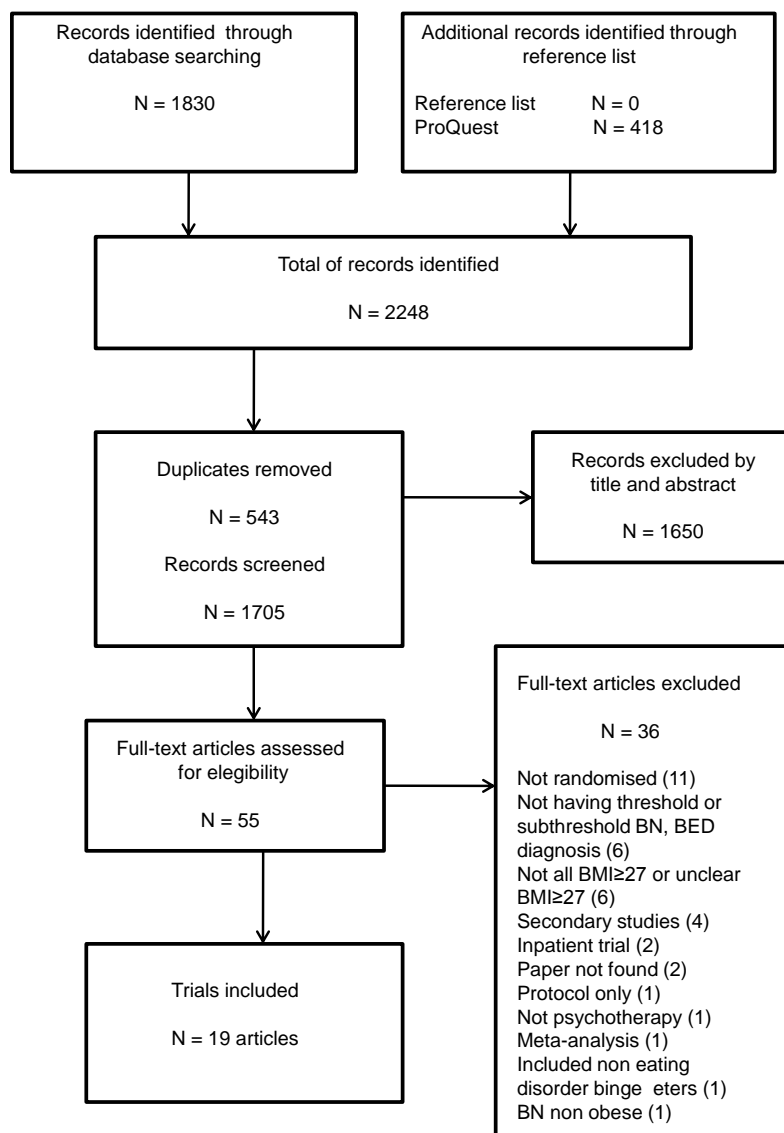 Records identified through
database searching
N = 1830
Additional records identified through
reference list
Reference list N = 0
ProQuest N = 418
Total of records identified
N = 2248
Duplicates removed
N = 543
Records screened
N = 1705
Records excluded by
title and abstract
N = 1650
Full-text articles assessed
for elegibility
N = 55
Full-text articles excluded
N = 36
Not randomised (11)
Not having threshold or
subthreshold BN, BED
diagnosis (6)
Not all BMI≥27 or unclear
BMI≥27 (6)
Secondary studies (4)
Inpatient trial (2)
Paper not found (2)
Protocol only (1)
Not psychotherapy (1)
Meta-analysis (1)
Included non eating
disorder binge eters (1)
BN non obese (1)
Trials included
N = 19 articles